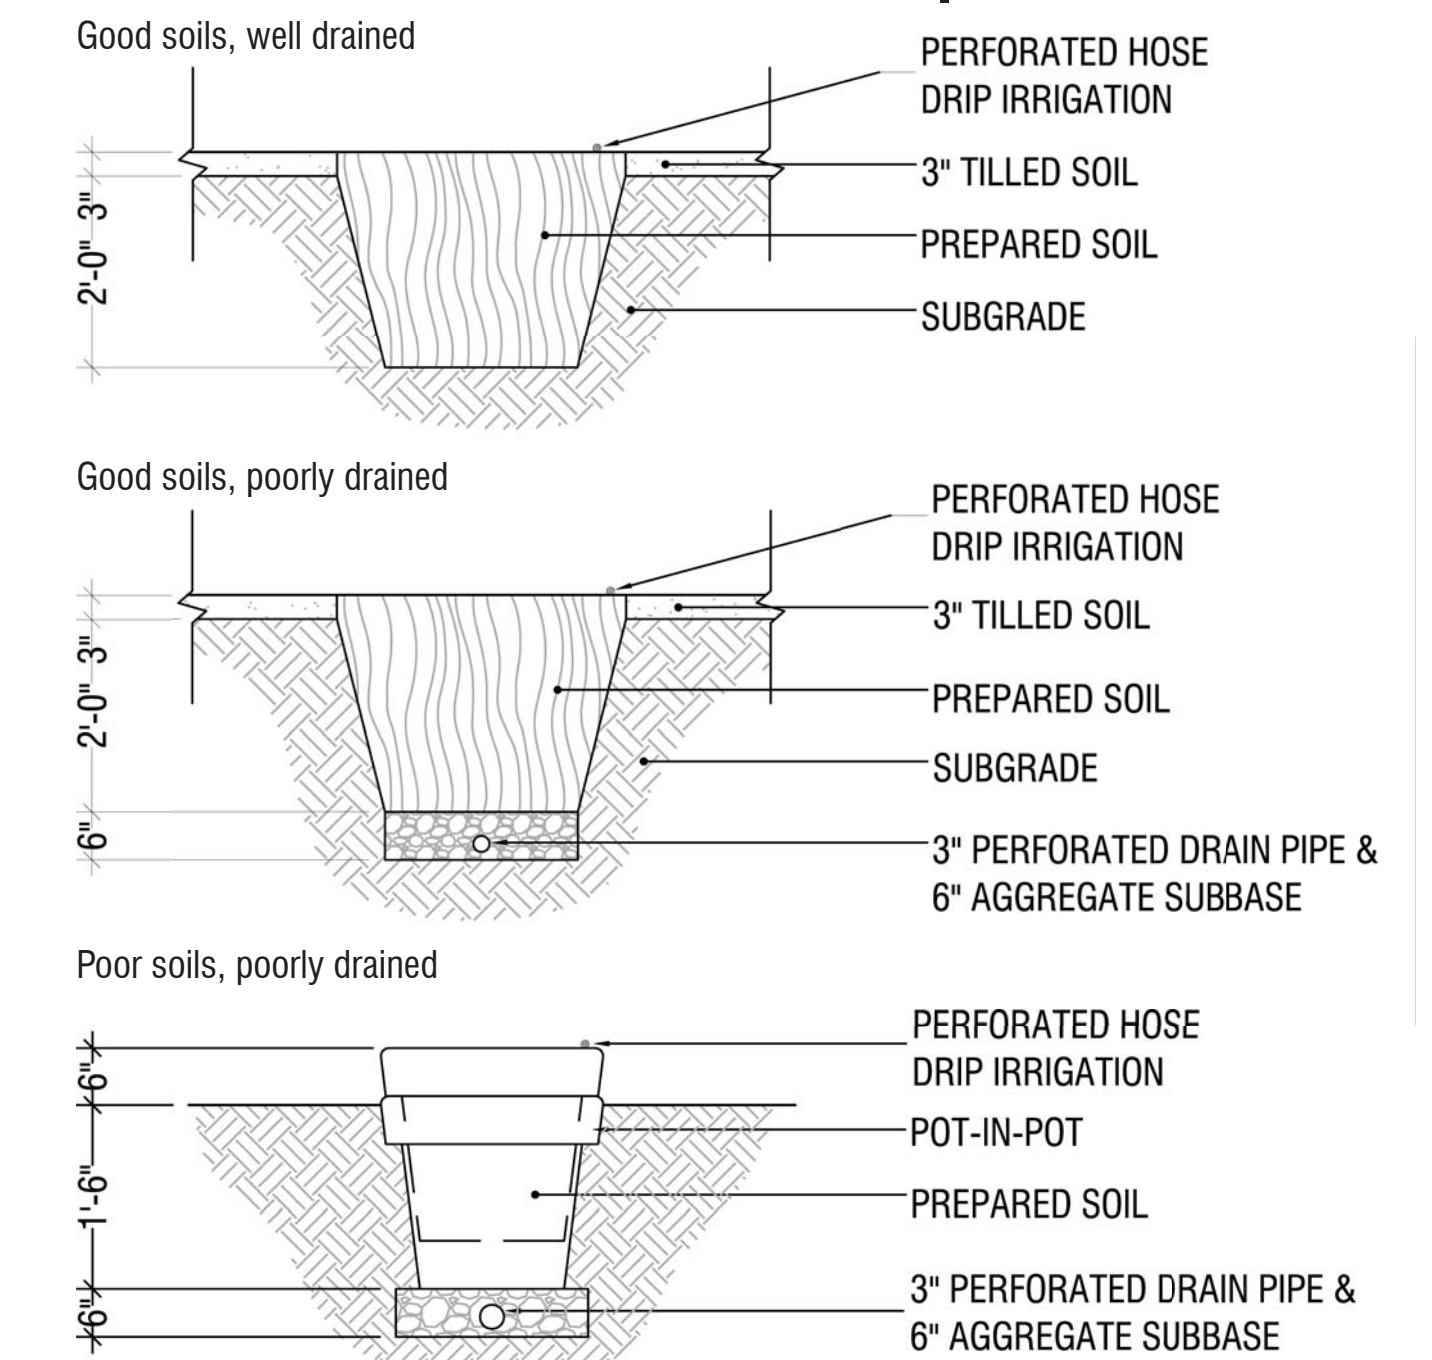 Good soils, well drained
PERFORATED HOSE
DRIP IRRIGATION
3" TILLED SOIL
PREPARED SOIL
SUBGRADE
3"
2'-0"
Good soils, poorly drained
PERFORATED HOSE
DRIP IRRIGATION
3" TILLED SOIL
PREPARED SOIL
SUBGRADE
3" PERFORATED DRAIN PIPE &
6" AGGREGATE SUBBASE
3"
2'-0"
6"
Poor soils, poorly drained
PERFORATED HOSE
DRIP IRRIGATION
POT-IN-POT
PREPARED SOIL
3" PERFORATED DRAIN PIPE &
6" AGGREGATE SUBBASE
6"
1'-6"
6"